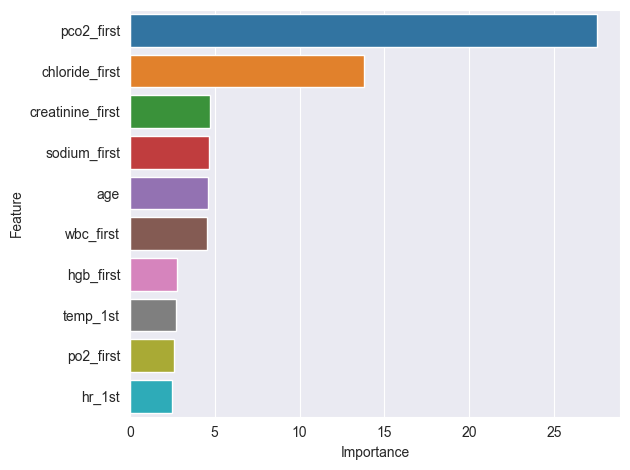 pco2_first
chloride_first
creatinine_first
sodium_first
age
wbc_first
hgb_first
temp_1st
po2_first
hr_1st
Feature
0 5 10 15 20 25
Importance